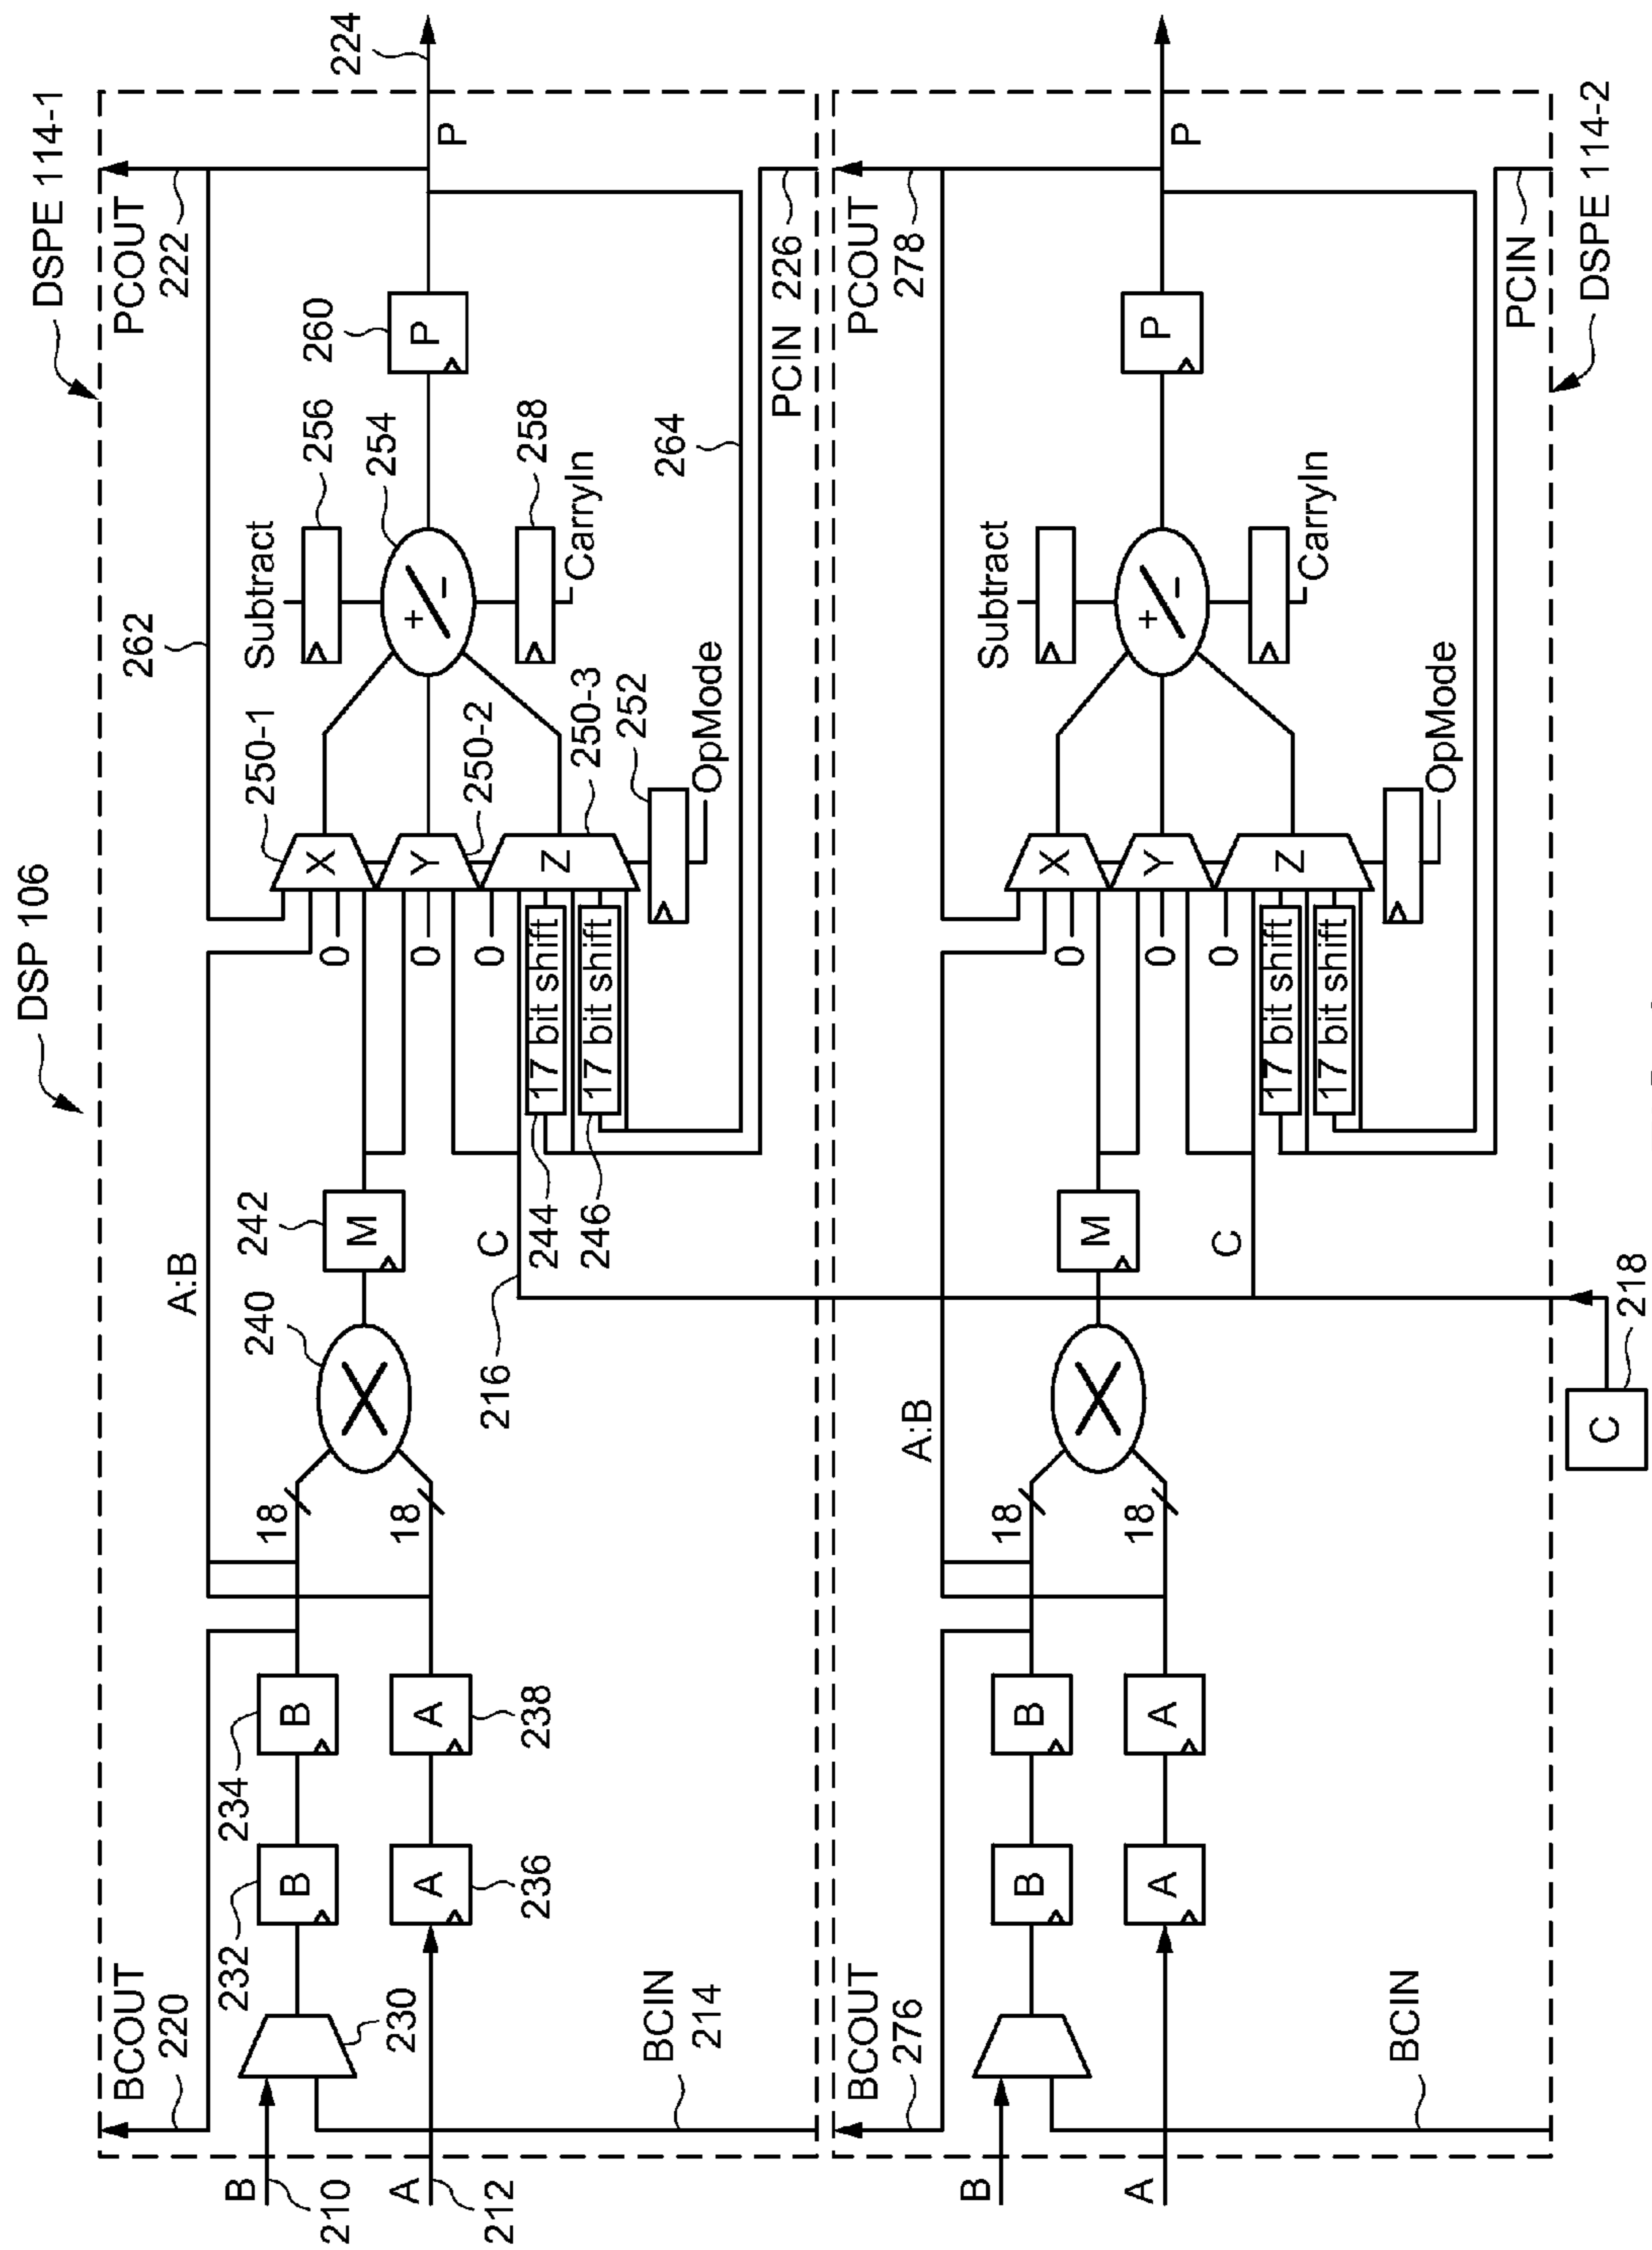 DSP 106
DSPE 114-1
BCOUT
220
B
210
A
212
230
BCIN
214
232
B
234
B
236
A
238
A
18
18
A:B
240
242
M
C
216
244
17 bit shift
246
17 bit shift
0
0
0
262
250-1
X
Y
250-2
Z
250-3
252
OpMode
Subtract
256
254
+
−
258
CarryIn
260
P
264
PCOUT
222
PCIN 226
P
224
BCOUT
276
B
A
BCIN
B
B
A
A
18
18
A:B
M
C
17 bit shift
17 bit shift
0
0
0
X
Y
Z
OpMode
Subtract
+
−
CarryIn
P
PCOUT
278
PCIN
P
DSPE 114-2
C
218